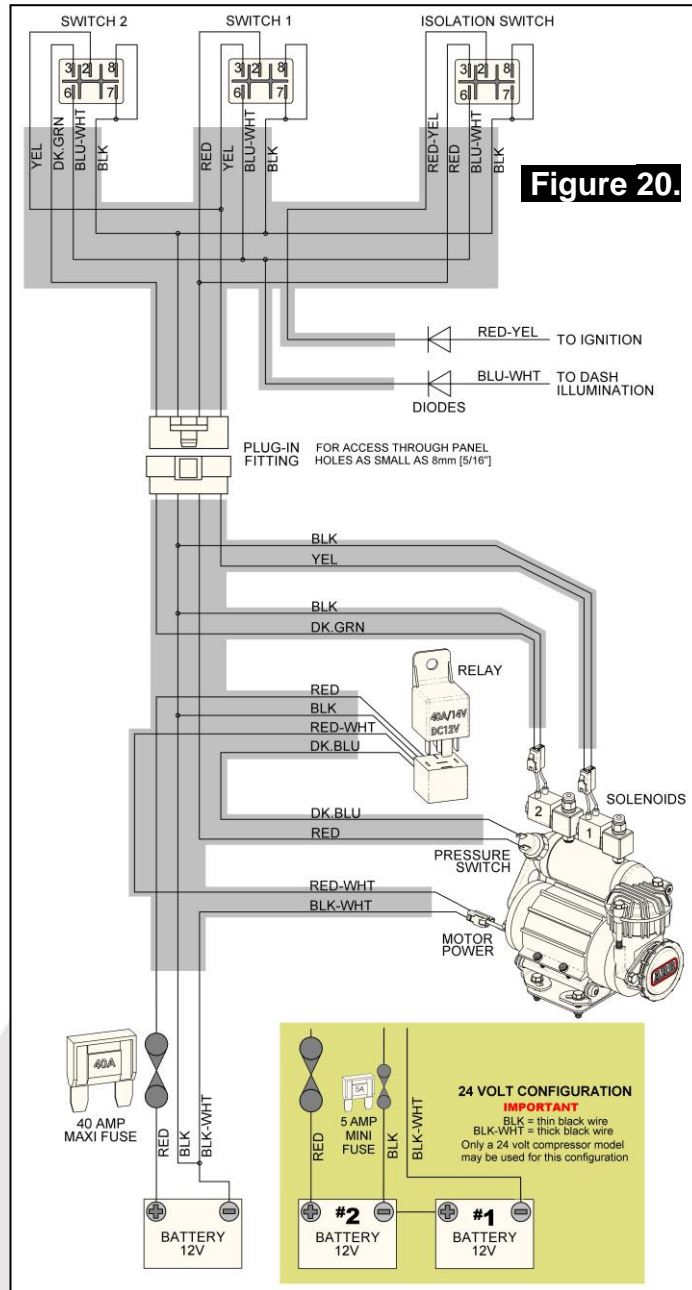 SWITCH 2
SWITCH 1
ISOLATION SWITCH
3 2 8
6 7
3 2 8
6 7
3 2 8
6 7
YEL
DK.GRN
BLU-WHT
BLK
RED
YEL
BLU-WHT
BLK
RED-YEL
RED
BLU-WHT
BLK
Figure 20.
RED-YEL
TO IGNITION
BLU-WHT
TO DASH
ILLUMINATION
DIODES
PLUG-IN
FITTING
FOR ACCESS THROUGH PANEL
HOLES AS SMALL AS 8mm [5/16"]
BLK
YEL
BLK
DK.GRN
RED
BLK
RED-WHT
DK.BLU
RELAY
40A/14V
DC12V
DK.BLU
RED
PRESSURE
SWITCH
2
1
SOLENOIDS
RED-WHT
BLK-WHT
MOTOR
POWER
ARB
40A
40 AMP
MAXI FUSE
RED
BLK
BLK-WHT
+ −
BATTERY
12V
RED
5A
5 AMP
MINI
FUSE
BLK
BLK-WHT
24 VOLT CONFIGURATION
IMPORTANT
BLK = thin black wire
BLK-WHT = thick black wire
Only a 24 volt compressor model
may be used for this configuration
+ #2 −
BATTERY
12V
+ #1 −
BATTERY
12V